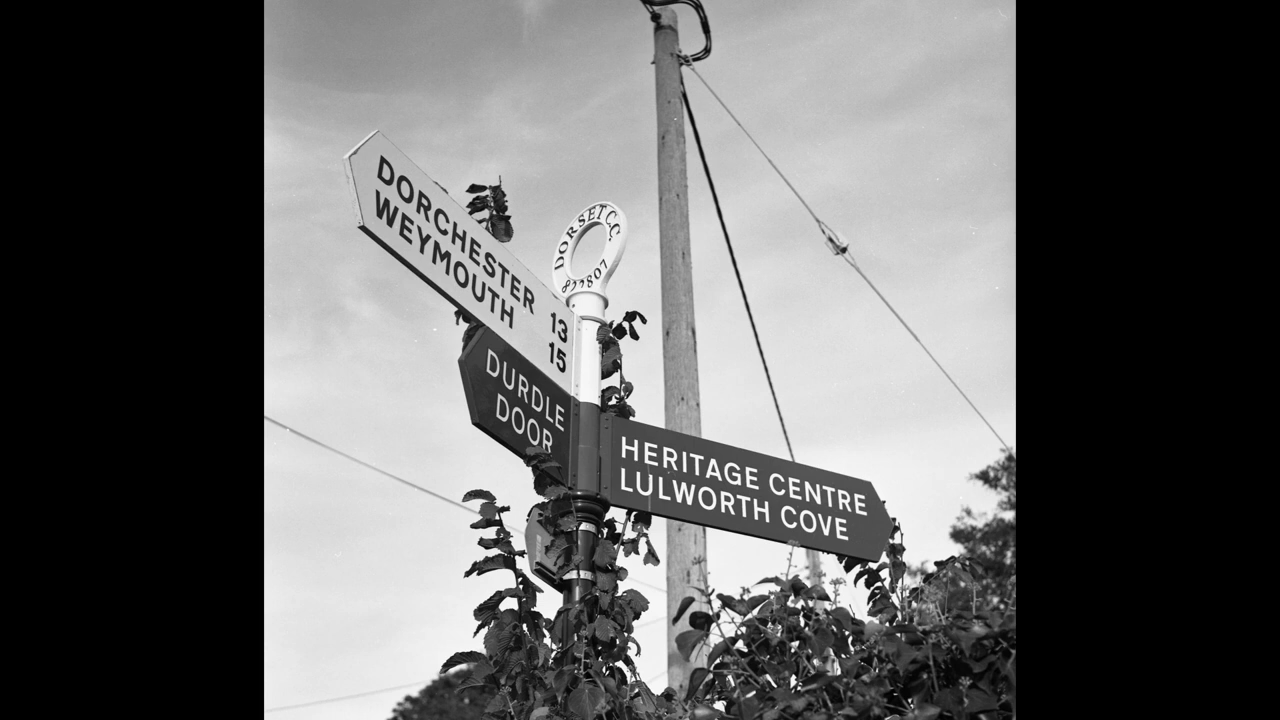 DORSET C.C.
822807
DORCHESTER 13
WEYMOUTH 15
DURDLE
DOOR
HERITAGE CENTRE
LULWORTH COVE